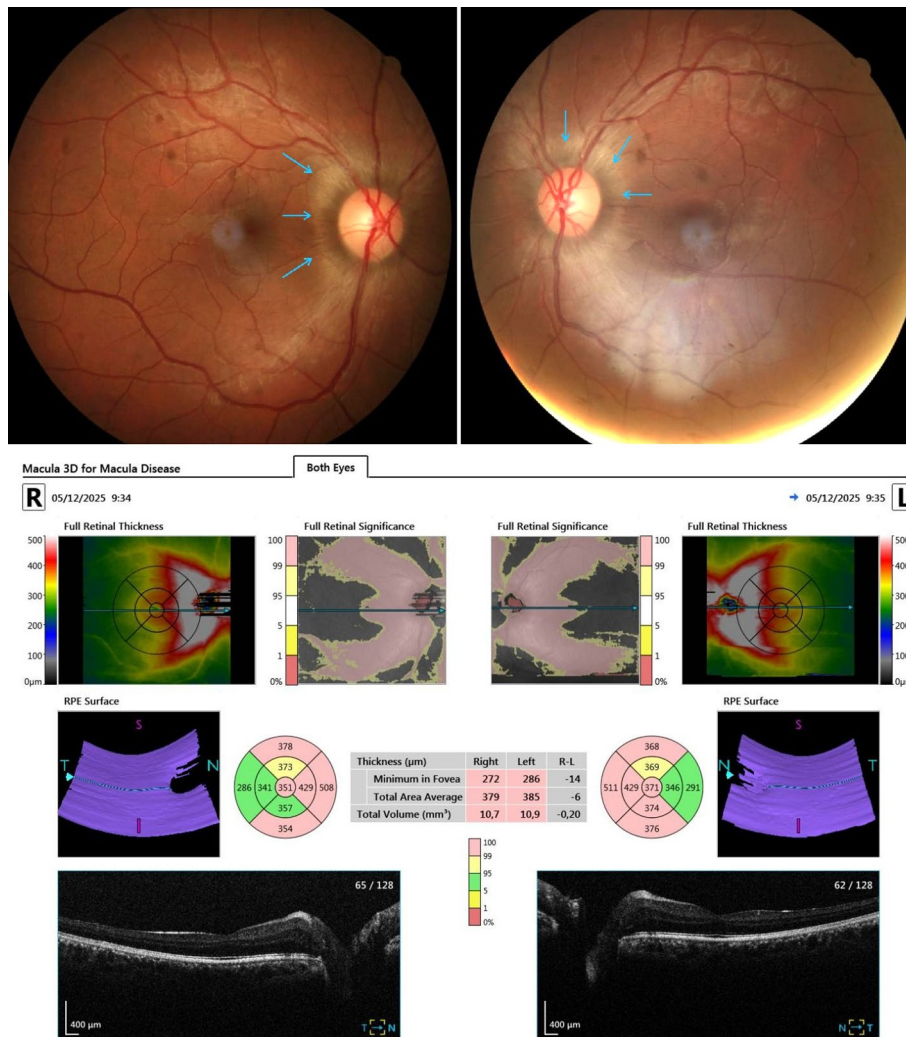 Macula 3D for Macula Disease Both Eyes
R 05/12/2025 9:34 05/12/2025 9:35 L
Full Retinal Thickness Full Retinal Significance Full Retinal Significance Full Retinal Thickness
500 100 100 500
400 99 99 400
300 95 95 300
200 5 5 200
100 1 1 100
0µm 0% 0% 0µm
RPE Surface RPE Surface
S S
T N N T
I I
378
373
286 341 351 429 508
357
354
Thickness (µm) Right Left R-L
Minimum in Fovea 272 286 -14
Total Area Average 379 385 -6
Total Volume (mm³) 10,7 10,9 -0,20
368
369
511 429 371 346 291
374
376
100
99
95
5
1
0%
65 / 128 62 / 128
400 µm T N 400 µm N T